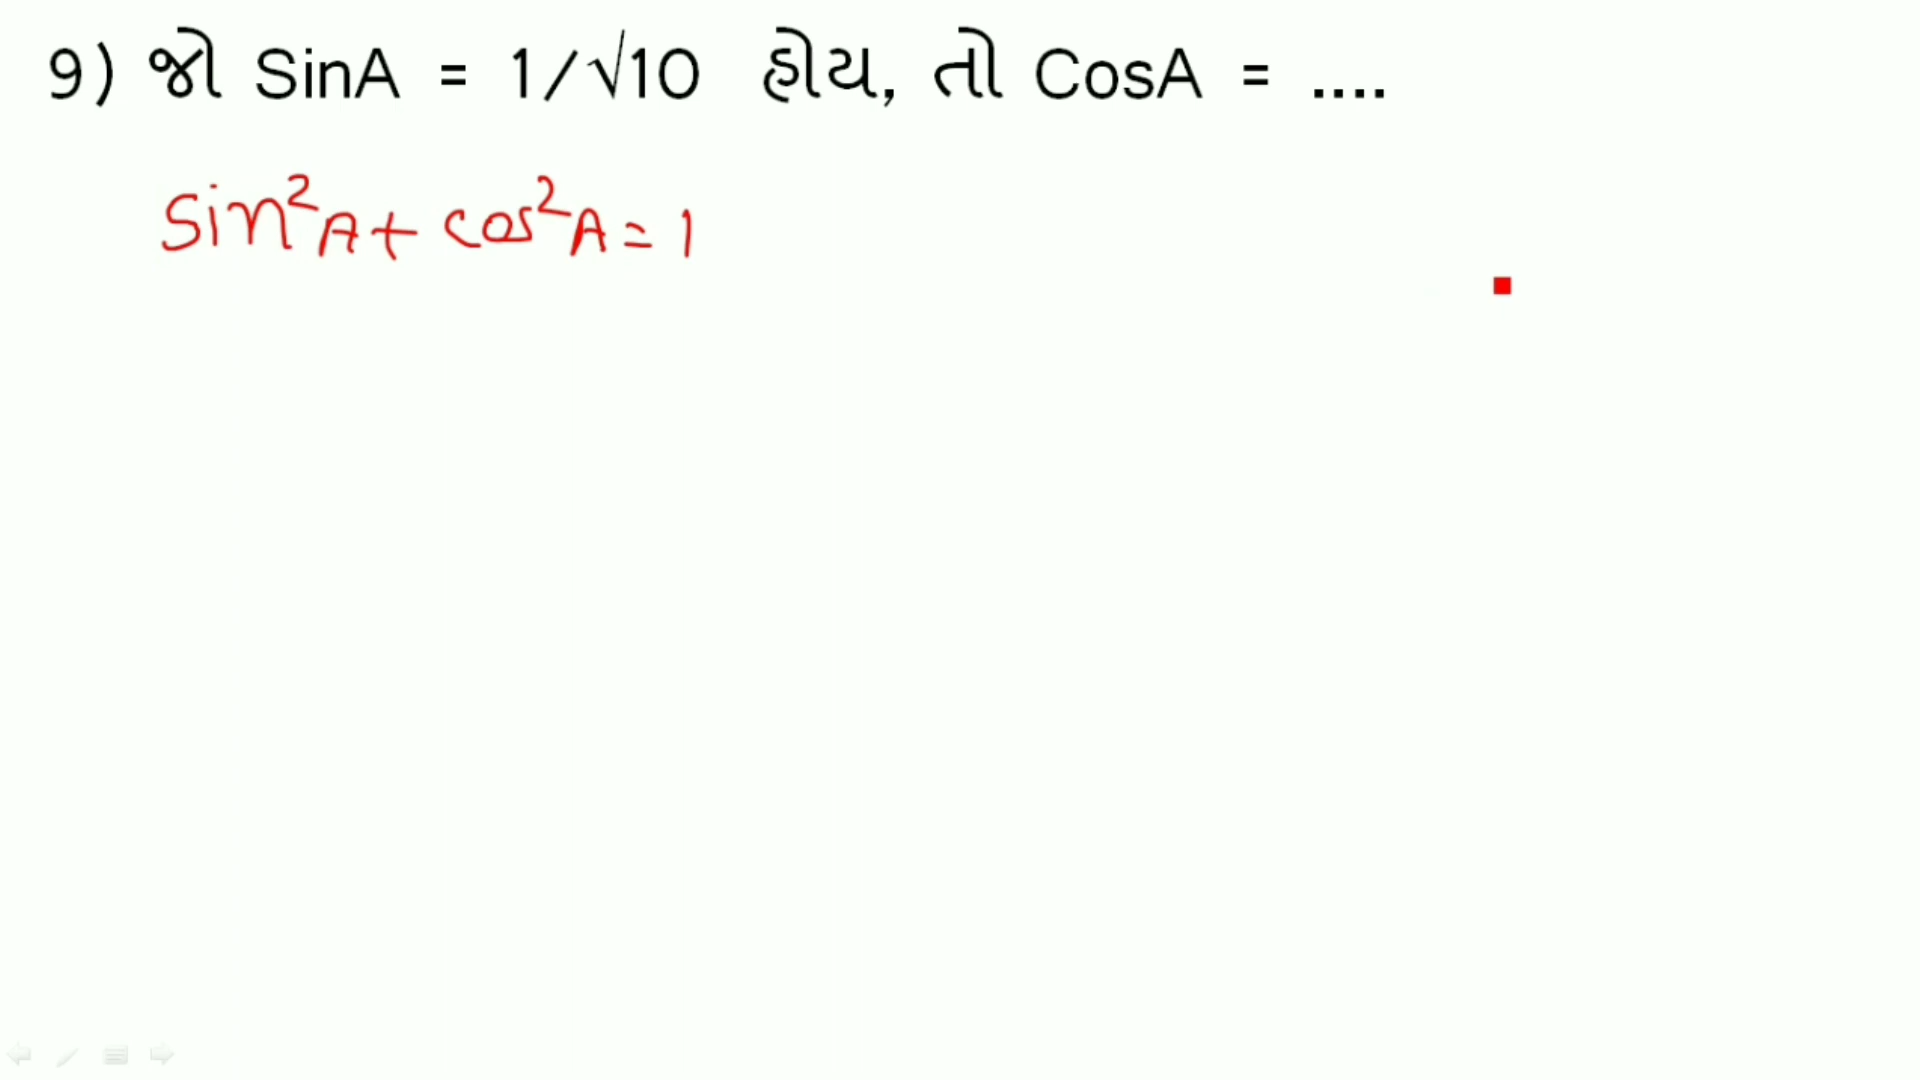 9) જો SinA = 1/√10 હોય, તો CosA = ....
Sin²A + cos²A = 1